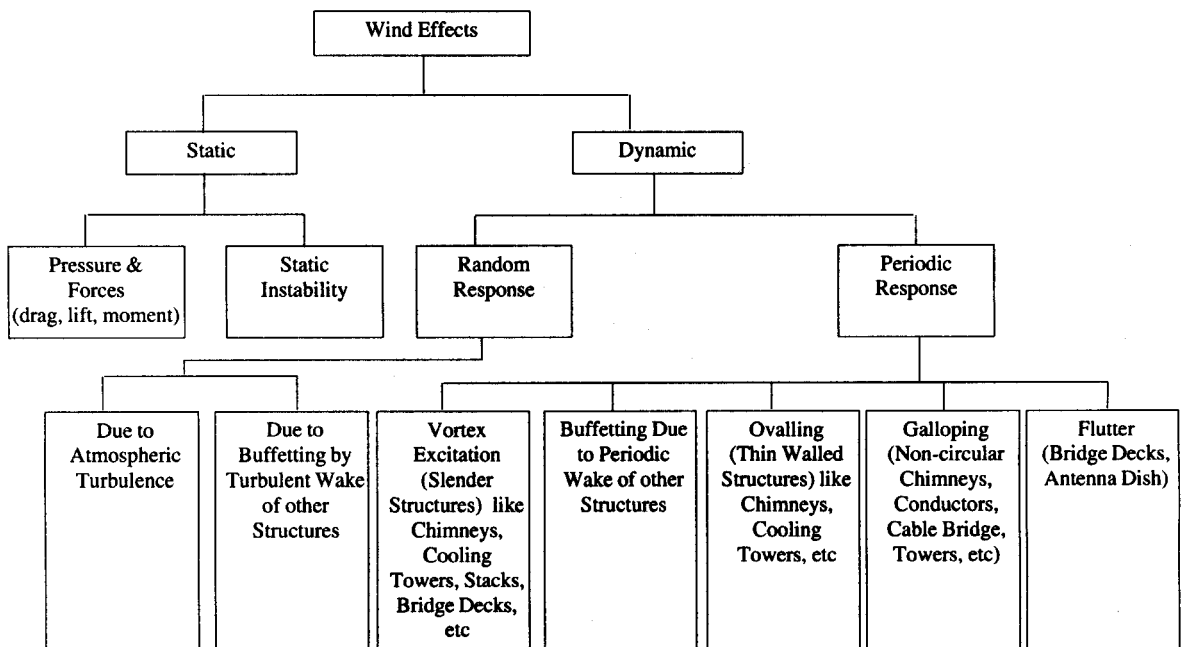 Wind Effects
Static
Dynamic
Pressure &
Forces
(drag, lift, moment)
Static
Instability
Random
Response
Periodic
Response
Due to
Atmospheric
Turbulence
Due to
Buffetting by
Turbulent Wake
of other
Structures
Vortex
Excitation
(Slender
Structures) like
Chimneys,
Cooling
Towers, Stacks,
Bridge Decks,
etc
Buffetting Due
to Periodic
Wake of other
Structures
Ovalling
(Thin Walled
Structures) like
Chimneys,
Cooling
Towers, etc
Galloping
(Non-circular
Chimneys,
Conductors,
Cable Bridge,
Towers, etc)
Flutter
(Bridge Decks,
Antenna Dish)